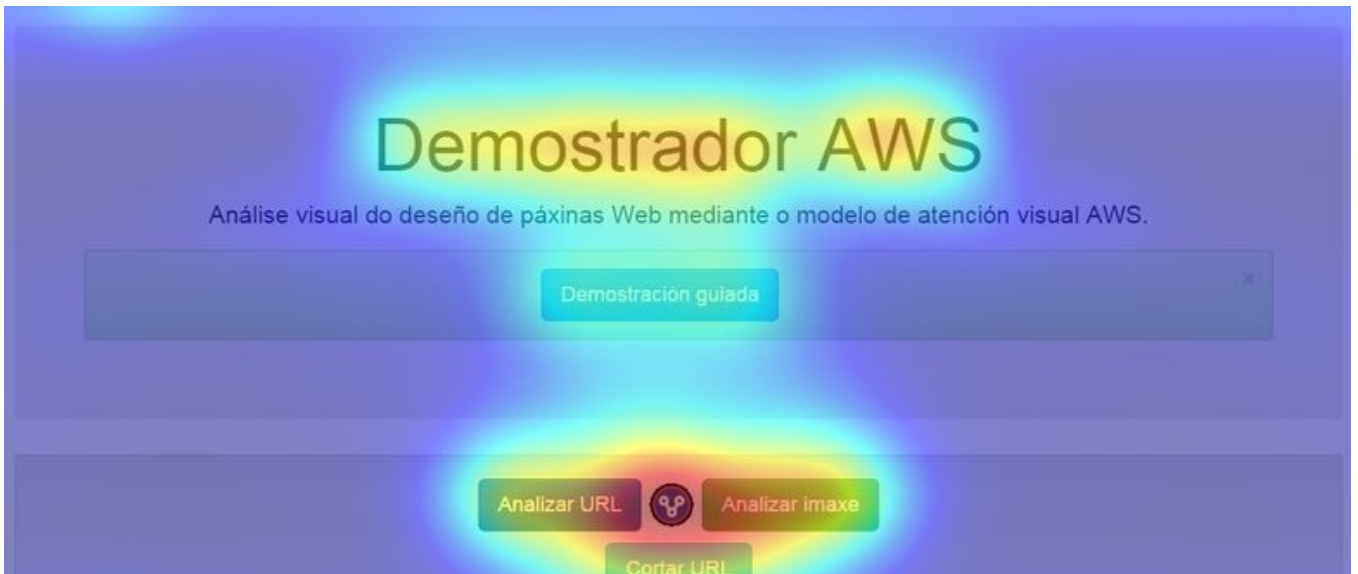 Demostrador AWS
Análise visual do deseño de páxinas Web mediante o modelo de atención visual AWS.
Demostración guiada
×
Analizar URL
Analizar imaxe
Cortar URL